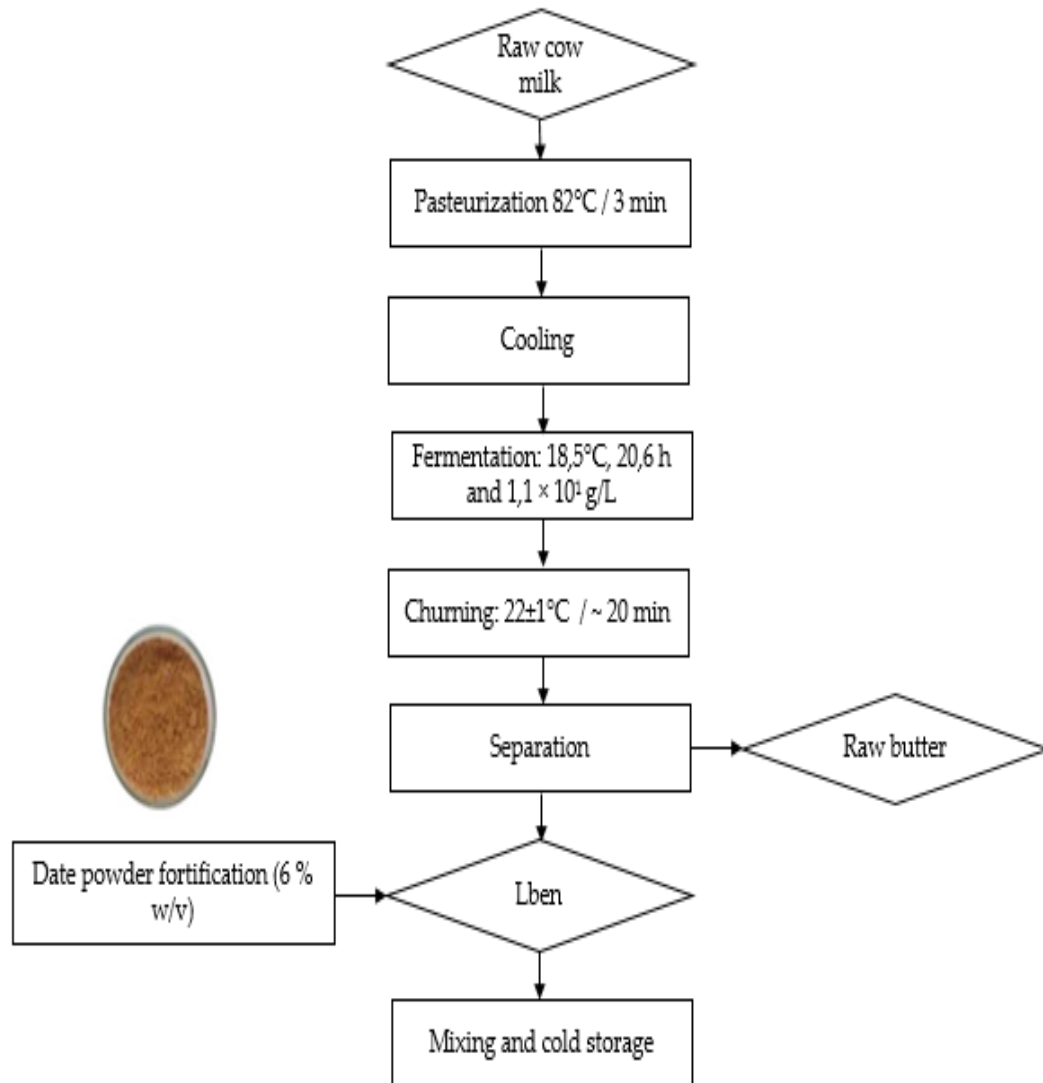 Raw cow
milk
Pasteurization 82°C / 3 min
Cooling
Fermentation: 18,5°C, 20,6 h
and 1,1 × 10¹ g/L
Churning: 22±1°C / ~ 20 min
Separation
Raw butter
Date powder fortification (6 %
w/v)
Lben
Mixing and cold storage